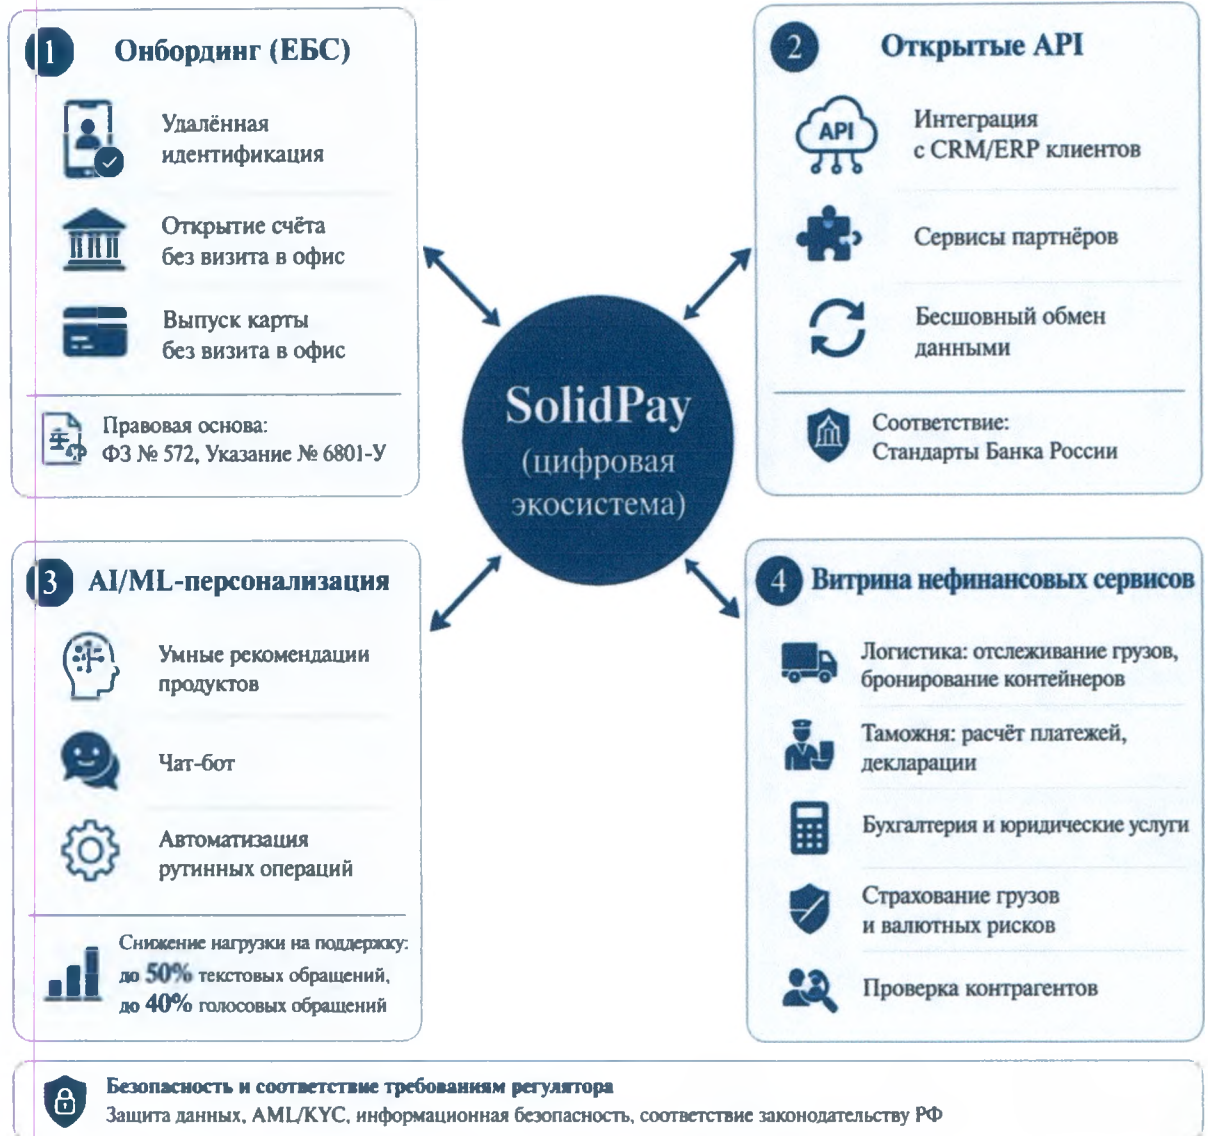 1 Онбординг (ЕБС)
Удалённая
идентификация
Открытие счёта
без визита в офис
Выпуск карты
без визита в офис
Правовая основа:
ФЗ № 572, Указание № 6801-У
2 Открытые API
API
Интеграция
с CRM/ERP клиентов
Сервисы партнёров
Бесшовный обмен
данными
Соответствие:
Стандарты Банка России
SolidPay
(цифровая
экосистема)
3 AI/ML-персонализация
Умные рекомендации
продуктов
Чат-бот
Автоматизация
рутинных операций
Снижение нагрузки на поддержку:
до 50% текстовых обращений,
до 40% голосовых обращений
4 Витрина нефинансовых сервисов
Логистика: отслеживание грузов,
бронирование контейнеров
Таможня: расчёт платежей,
декларации
Бухгалтерия и юридические услуги
Страхование грузов
и валютных рисков
Проверка контрагентов
Безопасность и соответствие требованиям регулятора
Защита данных, AML/KYC, информационная безопасность, соответствие законодательству РФ